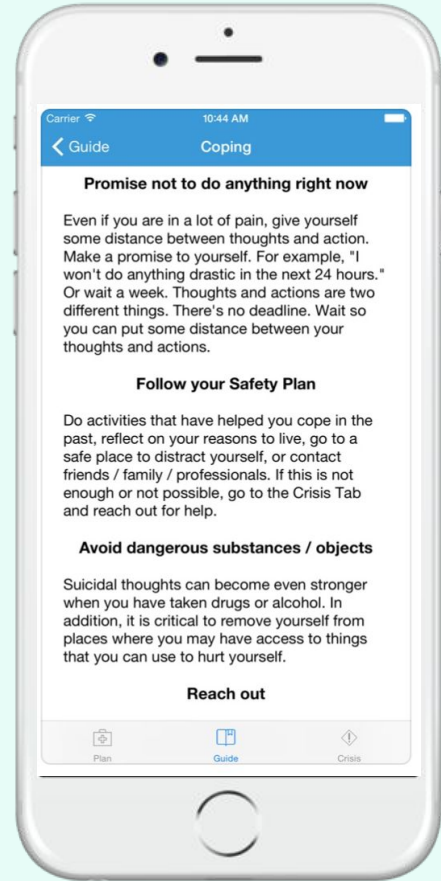 Carrier 10:44 AM
Guide Coping
Promise not to do anything right now
Even if you are in a lot of pain, give yourself
some distance between thoughts and action.
Make a promise to yourself. For example, "I
won't do anything drastic in the next 24 hours."
Or wait a week. Thoughts and actions are two
different things. There's no deadline. Wait so
you can put some distance between your
thoughts and actions.
Follow your Safety Plan
Do activities that have helped you cope in the
past, reflect on your reasons to live, go to a
safe place to distract yourself, or contact
friends / family / professionals. If this is not
enough or not possible, go to the Crisis Tab
and reach out for help.
Avoid dangerous substances / objects
Suicidal thoughts can become even stronger
when you have taken drugs or alcohol. In
addition, it is critical to remove yourself from
places where you may have access to things
that you can use to hurt yourself.
Reach out
Plan Guide Crisis